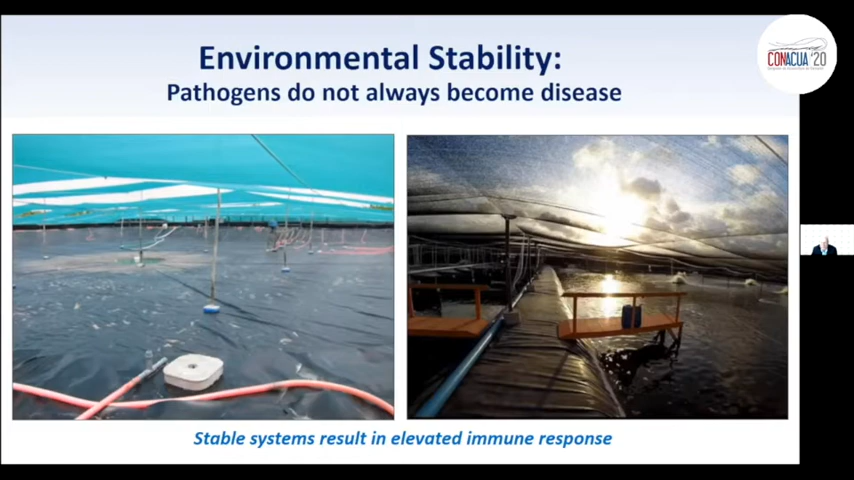 Environmental Stability:
Pathogens do not always become disease
CONACUA '20
Stable systems result in elevated immune response